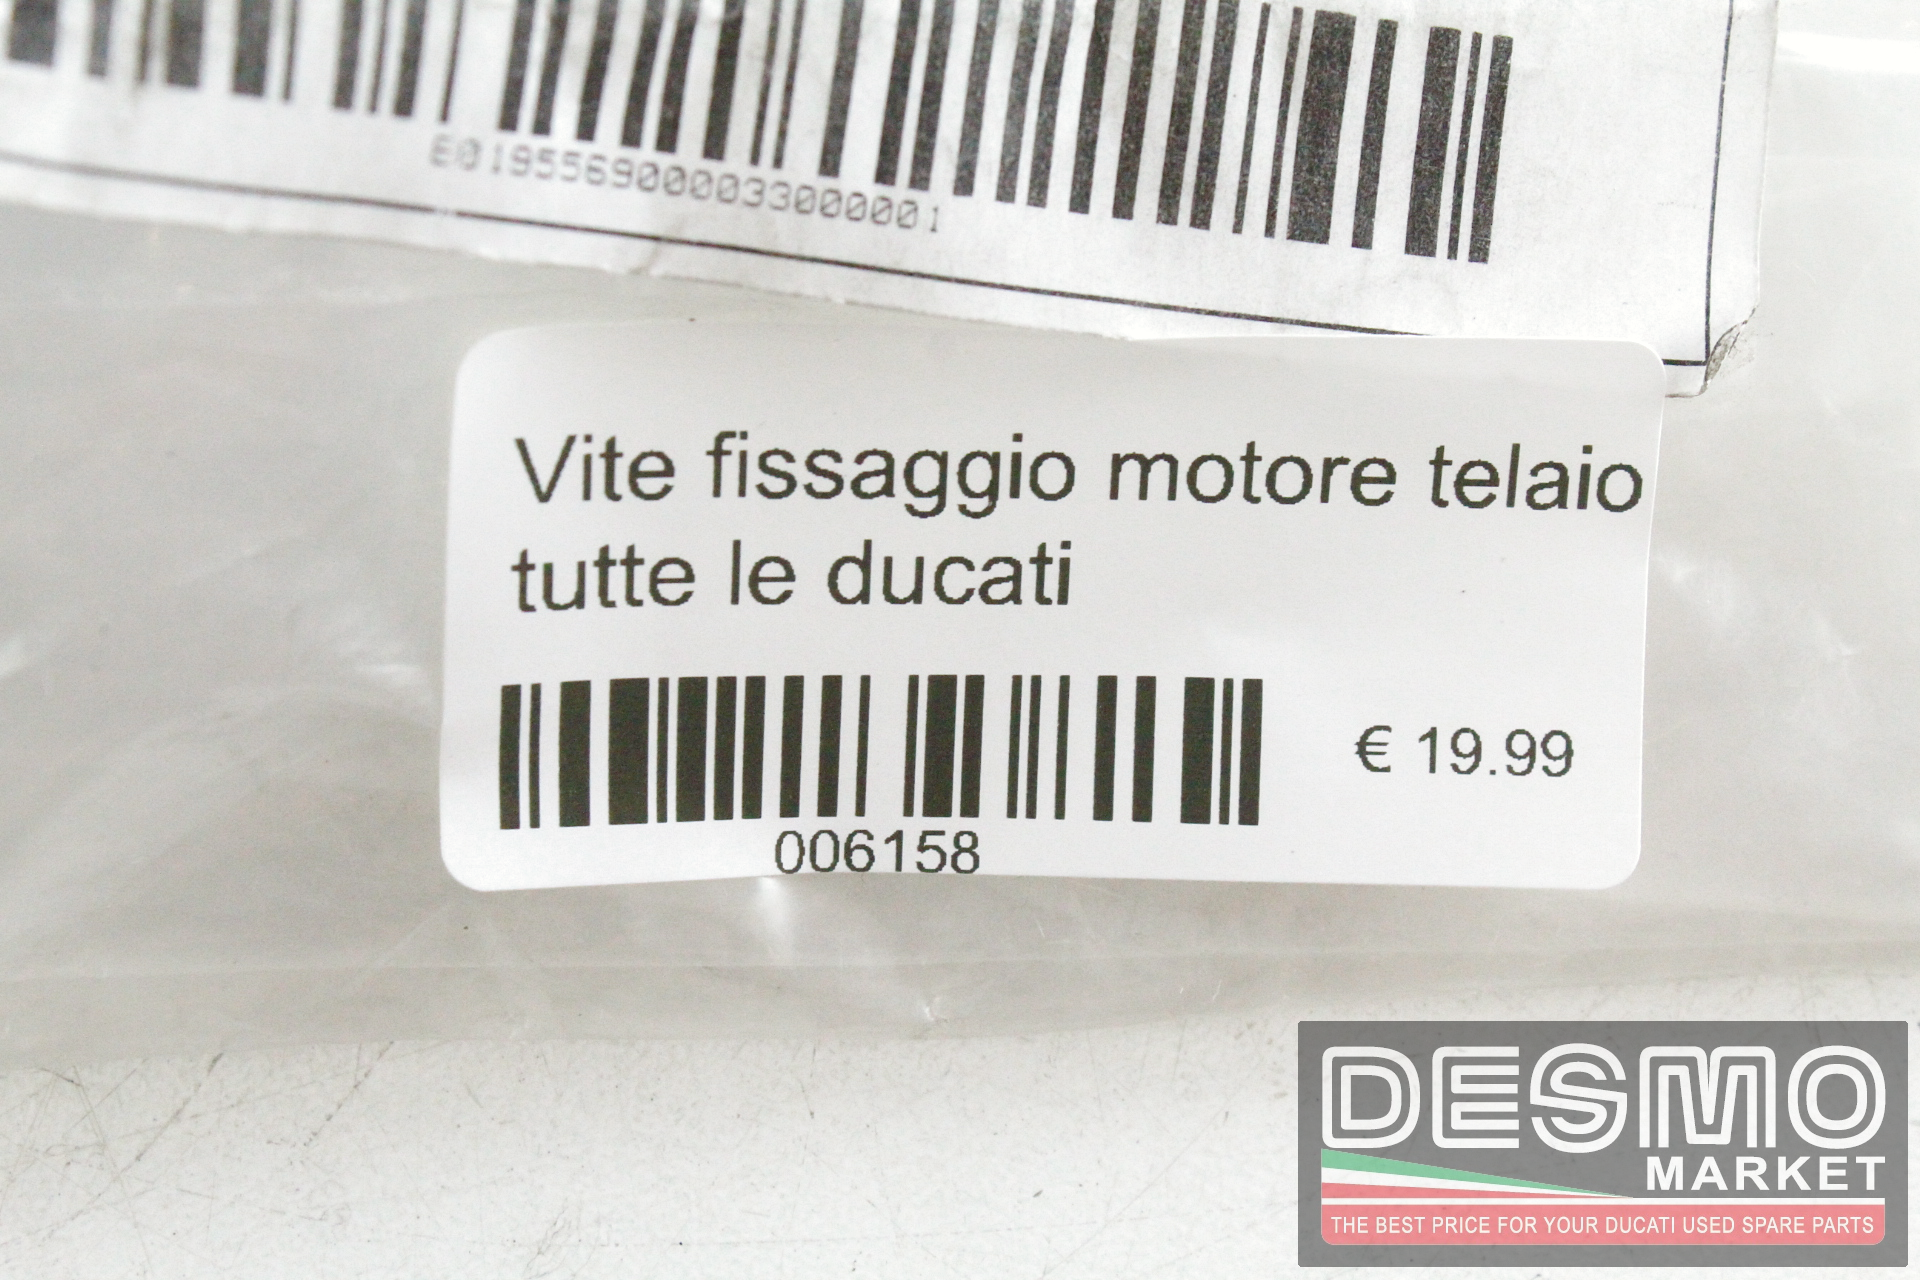 E0195569000033000001
Vite fissaggio motore telaio
tutte le ducati
€ 19.99
006158
DESMO
MARKET
THE BEST PRICE FOR YOUR DUCATI USED SPARE PARTS